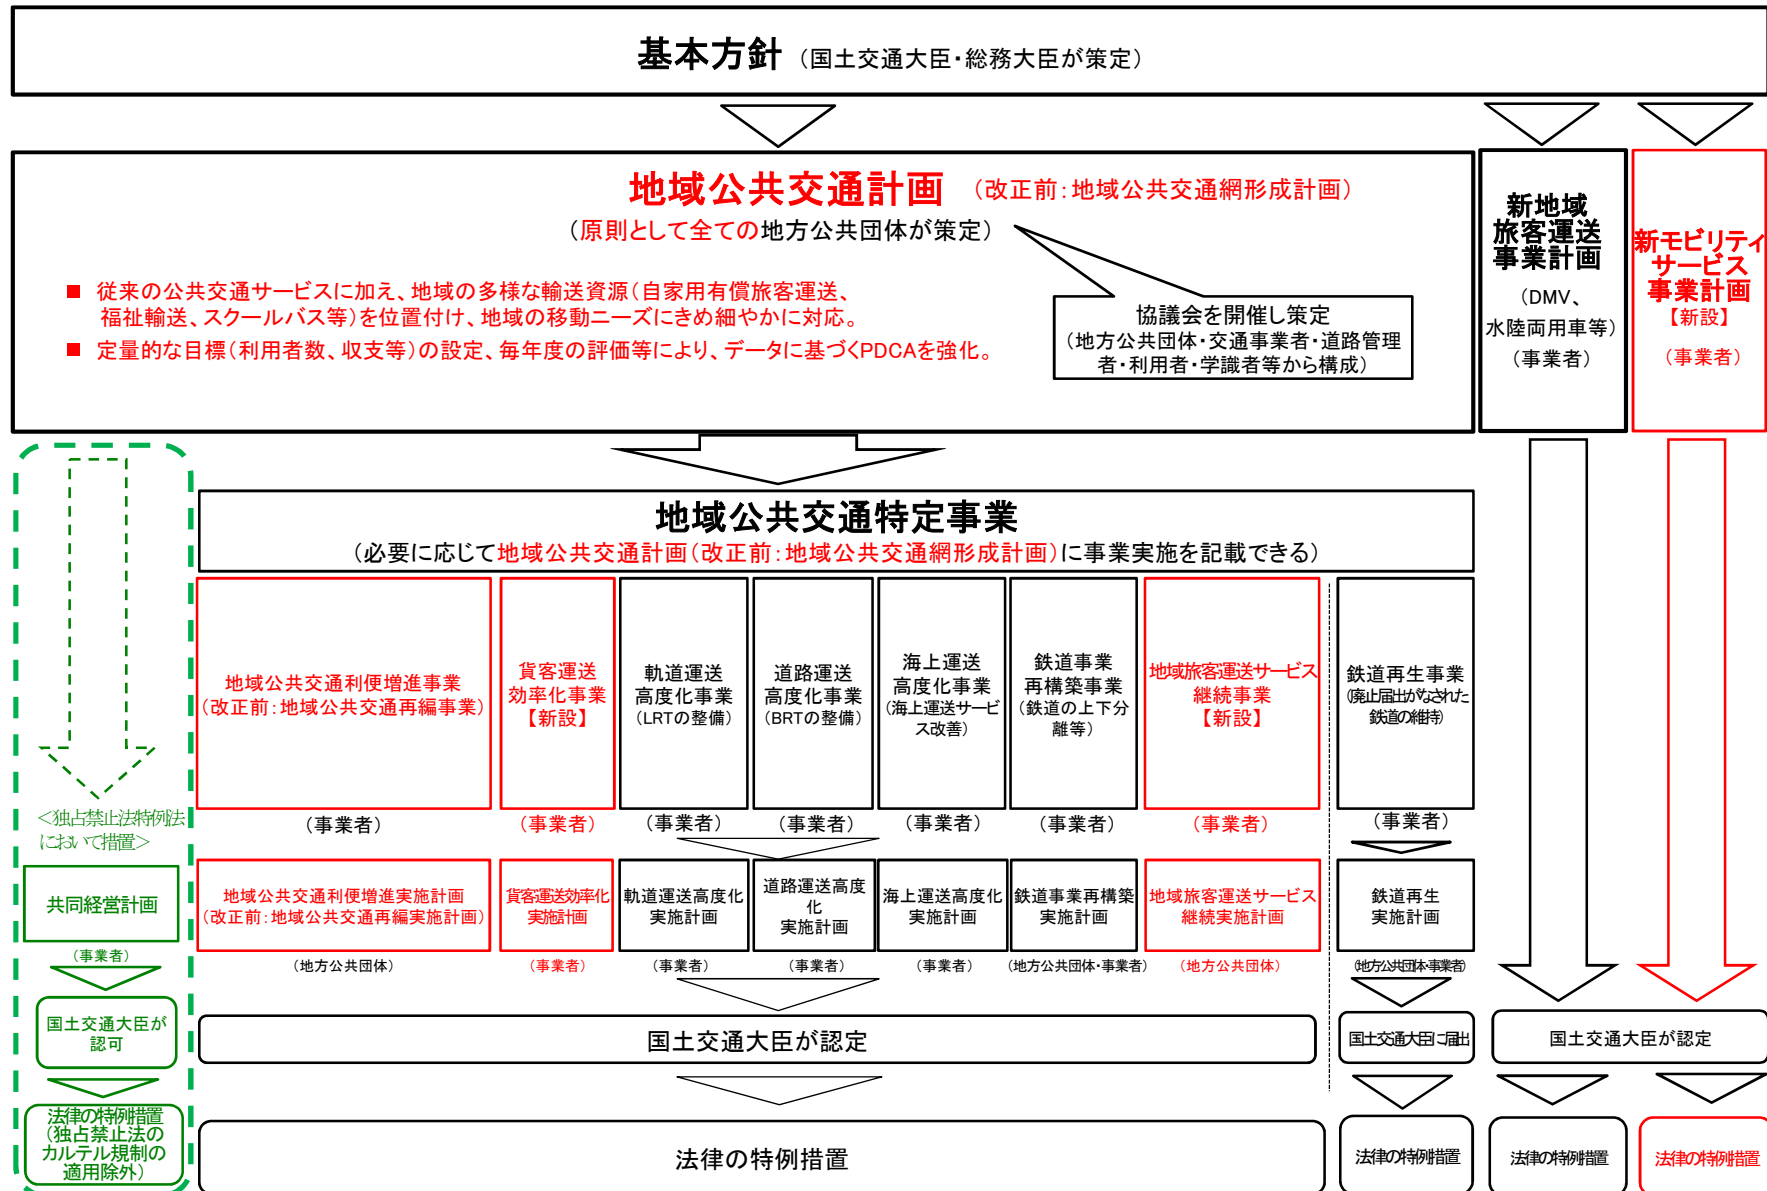 基本方針（国土交通大臣・総務大臣が策定）
地域公共交通計画（改正前：地域公共交通網形成計画）
（原則として全ての地方公共団体が策定）
■ 従来の公共交通サービスに加え、地域の多様な輸送資源（自家用有償旅客運送、
福祉輸送、スクールバス等）を位置付け、地域の移動ニーズにきめ細やかに対応。
■ 定量的な目標（利用者数、収支等）の設定、毎年度の評価等により、データに基づくPDCAを強化。
協議会を開催し策定
（地方公共団体・交通事業者・道路管理
者・利用者・学識者等から構成）
新地域
旅客運送
事業計画
（DMV、
水陸両用車等）
（事業者）
新モビリティ
サービス
事業計画
【新設】
（事業者）
地域公共交通特定事業
（必要に応じて地域公共交通計画（改正前：地域公共交通網形成計画）に事業実施を記載できる）
地域公共交通利便増進事業
（改正前：地域公共交通再編事業）
貨客運送
効率化事業
【新設】
軌道運送
高度化事業
（LRTの整備）
道路運送
高度化事業
（BRTの整備）
海上運送
高度化事業
（海上運送サービ
ス改善）
鉄道事業
再構築事業
（鉄道の上下分
離等）
地域旅客運送サービス
継続事業
【新設】
鉄道再生事業
（廃止届出がなされた
鉄道の維持）
＜独占禁止法特例法
において措置＞
（事業者）
（事業者）
（事業者）
（事業者）
（事業者）
（事業者）
（事業者）
（事業者）
共同経営計画
地域公共交通利便増進実施計画
（改正前：地域公共交通再編実施計画）
貨客運送効率化
実施計画
軌道運送高度化
実施計画
道路運送高度
化
実施計画
海上運送高度化
実施計画
鉄道事業再構築
実施計画
地域旅客運送サービス
継続実施計画
鉄道再生
実施計画
（事業者）
（地方公共団体）
（事業者）
（事業者）
（事業者）
（事業者）
（地方公共団体・事業者）
（地方公共団体）
（地方公共団体・事業者）
国土交通大臣が
認可
国土交通大臣が認定
国土交通大臣に届出
国土交通大臣が認定
法律の特例措置
（独占禁止法の
カルテル規制の
適用除外）
法律の特例措置
法律の特例措置
法律の特例措置
法律の特例措置